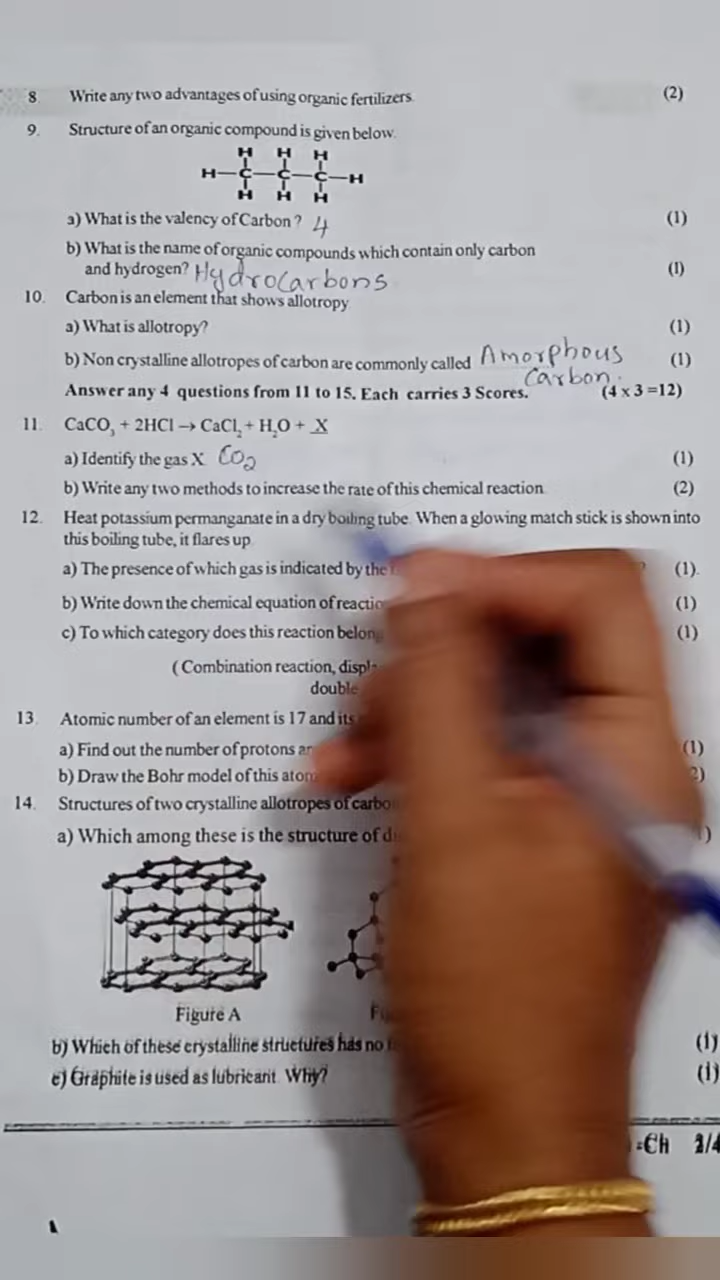 8 Write any two advantages of using organic fertilizers. (2)
9. Structure of an organic compound is given below.
H H H
H—C—C—C—H
H H H
a) What is the valency of Carbon? 4 (1)
b) What is the name of organic compounds which contain only carbon
and hydrogen? Hydrocarbons (1)
10. Carbon is an element that shows allotropy
a) What is allotropy? (1)
b) Non crystalline allotropes of carbon are commonly called Amorphous (1)
Carbon.
Answer any 4 questions from 11 to 15. Each carries 3 Scores. (4 x 3 =12)
11. CaCO₃ + 2HCl → CaCl₂ + H₂O + X
a) Identify the gas X CO₂ (1)
b) Write any two methods to increase the rate of this chemical reaction (2)
12. Heat potassium permanganate in a dry boiling tube. When a glowing match stick is shown into
this boiling tube, it flares up
a) The presence of which gas is indicated by the (1).
b) Write down the chemical equation of (1)
c) To which category does this reaction (1)
(Combination reaction,
double
13. Atomic number of an element is 17 and its
a) Find out the number of protons (1)
b) Draw the Bohr model of this 2)
14. Structures of two crystalline allotropes of
a) Which among these is the structure of )
Figure A
b) Which of these crystalline structures has no (1)
c) Graphite is used as lubricant. Why? (1)